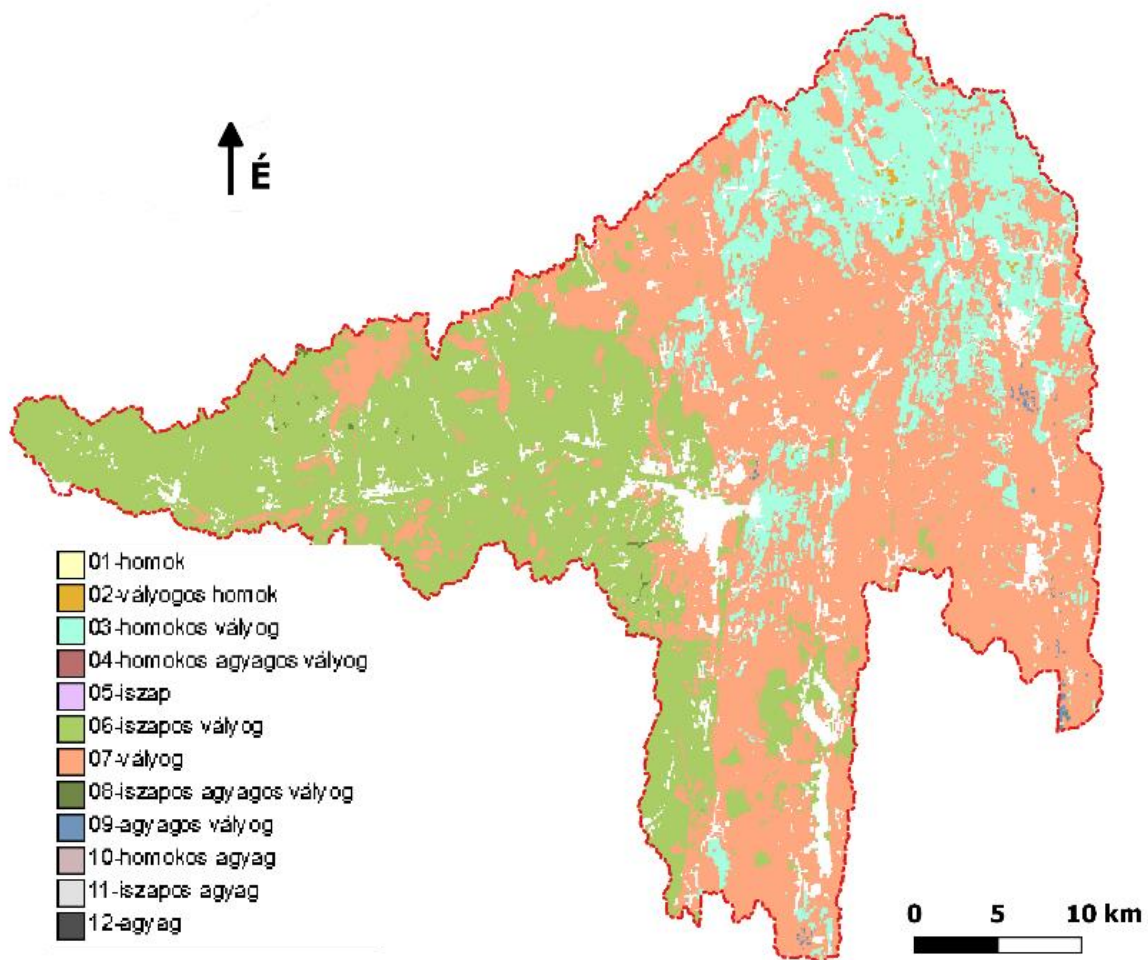 É
01-homok
02-vályogos homok
03-homokos vályog
04-homokos agyagos vályog
05-iszap
06-iszapos vályog
07-vályog
08-iszapos agyagos vályog
09-agyagos vályog
10-homokos agyag
11-iszapos agyag
12-agyag
0 5 10 km